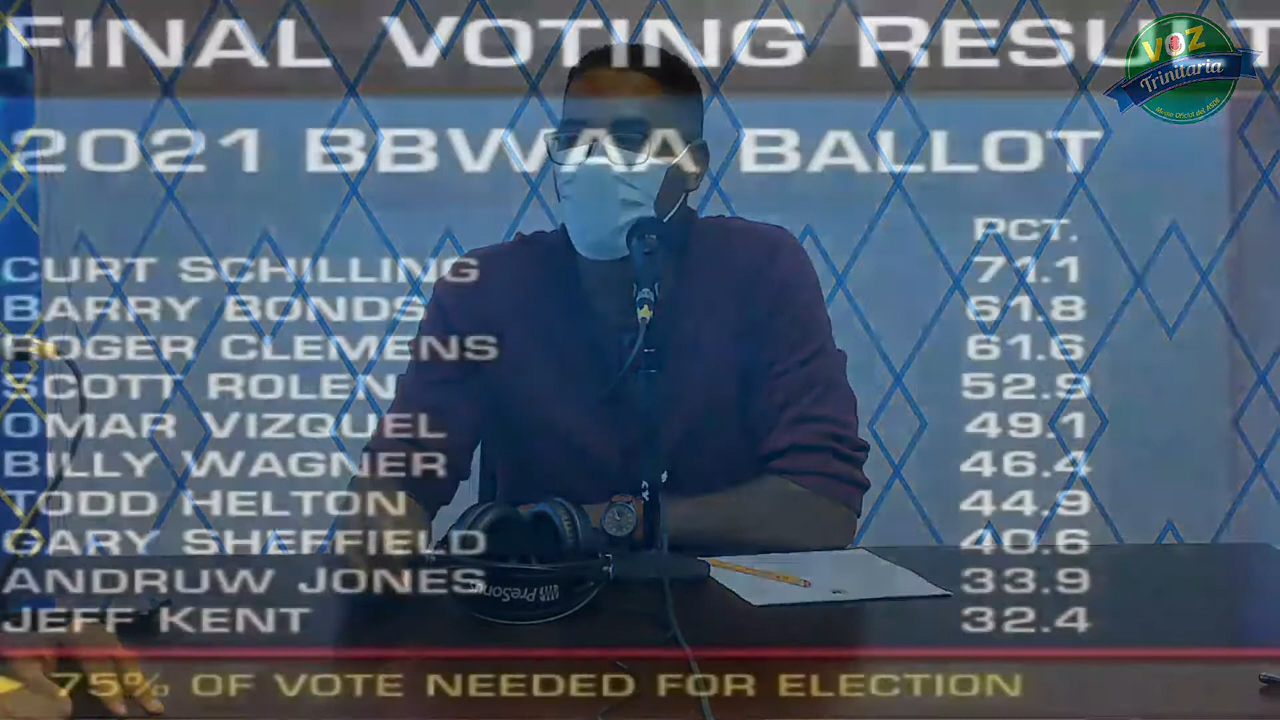 FINAL VOTING RESULT
VOZ
Trinitaria
2021 BBWAA BALLOT
PCT.
CURT SCHILLING 71.1
BARRY BONDS 61.8
ROGER CLEMENS 61.6
SCOTT ROLEN 52.9
OMAR VIZQUEL 49.1
BILLY WAGNER 46.4
TODD HELTON 44.9
GARY SHEFFIELD 40.6
ANDRUW JONES 33.9
PreSonus
JEFF KENT 32.4
75% OF VOTE NEEDED FOR ELECTION